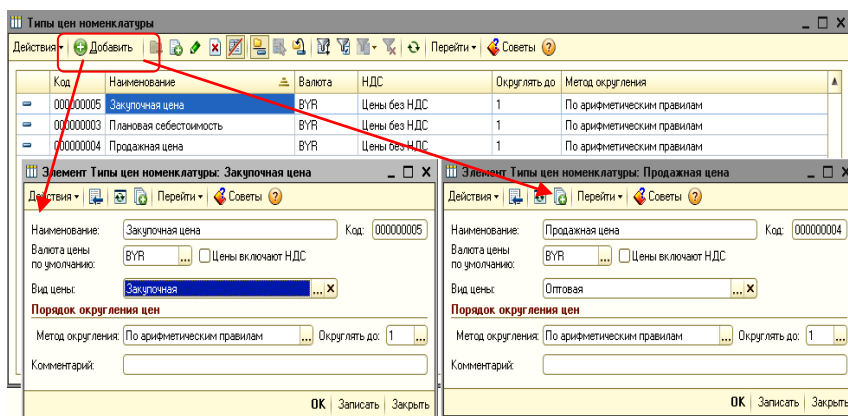 Типы цен номенклатуры
Действия Добавить Перейти Советы
Код Наименование Валюта НДС Округлять до Метод округления
000000005 Закупочная цена BYR Цены без НДС 1 По арифметическим правилам
000000003 Плановая себестоимость BYR Цены без НДС 1 По арифметическим правилам
000000004 Продажная цена BYR Цены без НДС 1 По арифметическим правилам
Элемент Типы цен номенклатуры: Закупочная цена
Действия Перейти Советы
Наименование: Закупочная цена Код: 000000005
Валюта цены
по умолчанию: BYR ... Цены включают НДС
Вид цены: Закупочная ... X
Порядок округления цен
Метод округления: По арифметическим правилам ... Округлять до: 1 ...
Комментарий:
OK Записать Закрыть
Элемент Типы цен номенклатуры: Продажная цена
Действия Перейти Советы
Наименование: Продажная цена Код: 000000004
Валюта цены
по умолчанию: BYR ... Цены включают НДС
Вид цены: Оптовая ... X
Порядок округления цен
Метод округления: По арифметическим правилам ... Округлять до: 1 ...
Комментарий:
OK Записать Закрыть